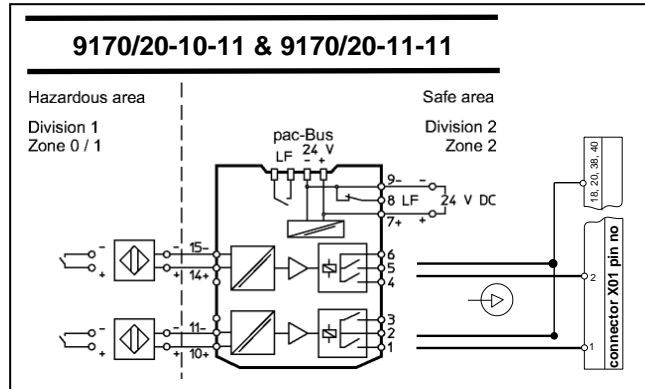 9170/20-10-11 & 9170/20-11-11
Hazardous area
Safe area
Division 1
Zone 0 / 1
Division 2
Zone 2
pac-Bus
LF 24 V
- +
9- -
8 LF 24 V DC
7+ +
18, 20, 38, 40
- - 15-
+ + 14+
6
5
4
2
connector X01 pin no
- - 11-
+ + 10+
3
2
1
1